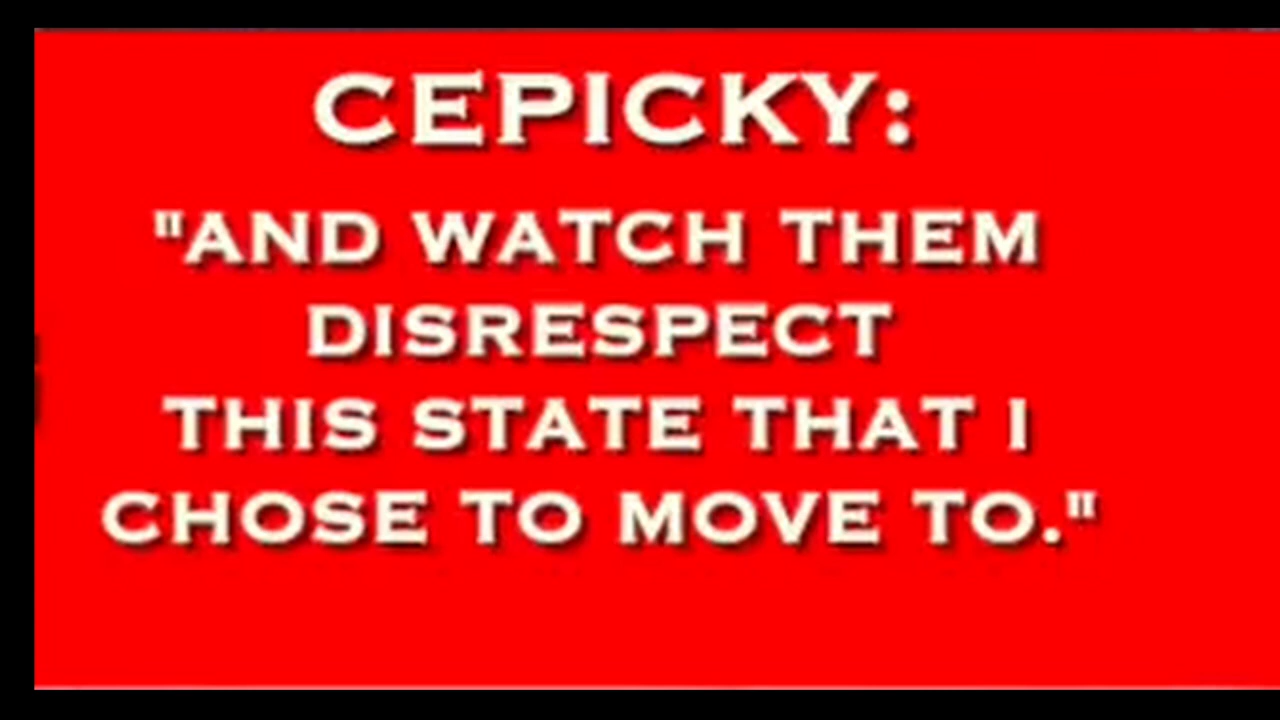 CEPICKY:
"AND WATCH THEM
DISRESPECT
THIS STATE THAT I
CHOSE TO MOVE TO."